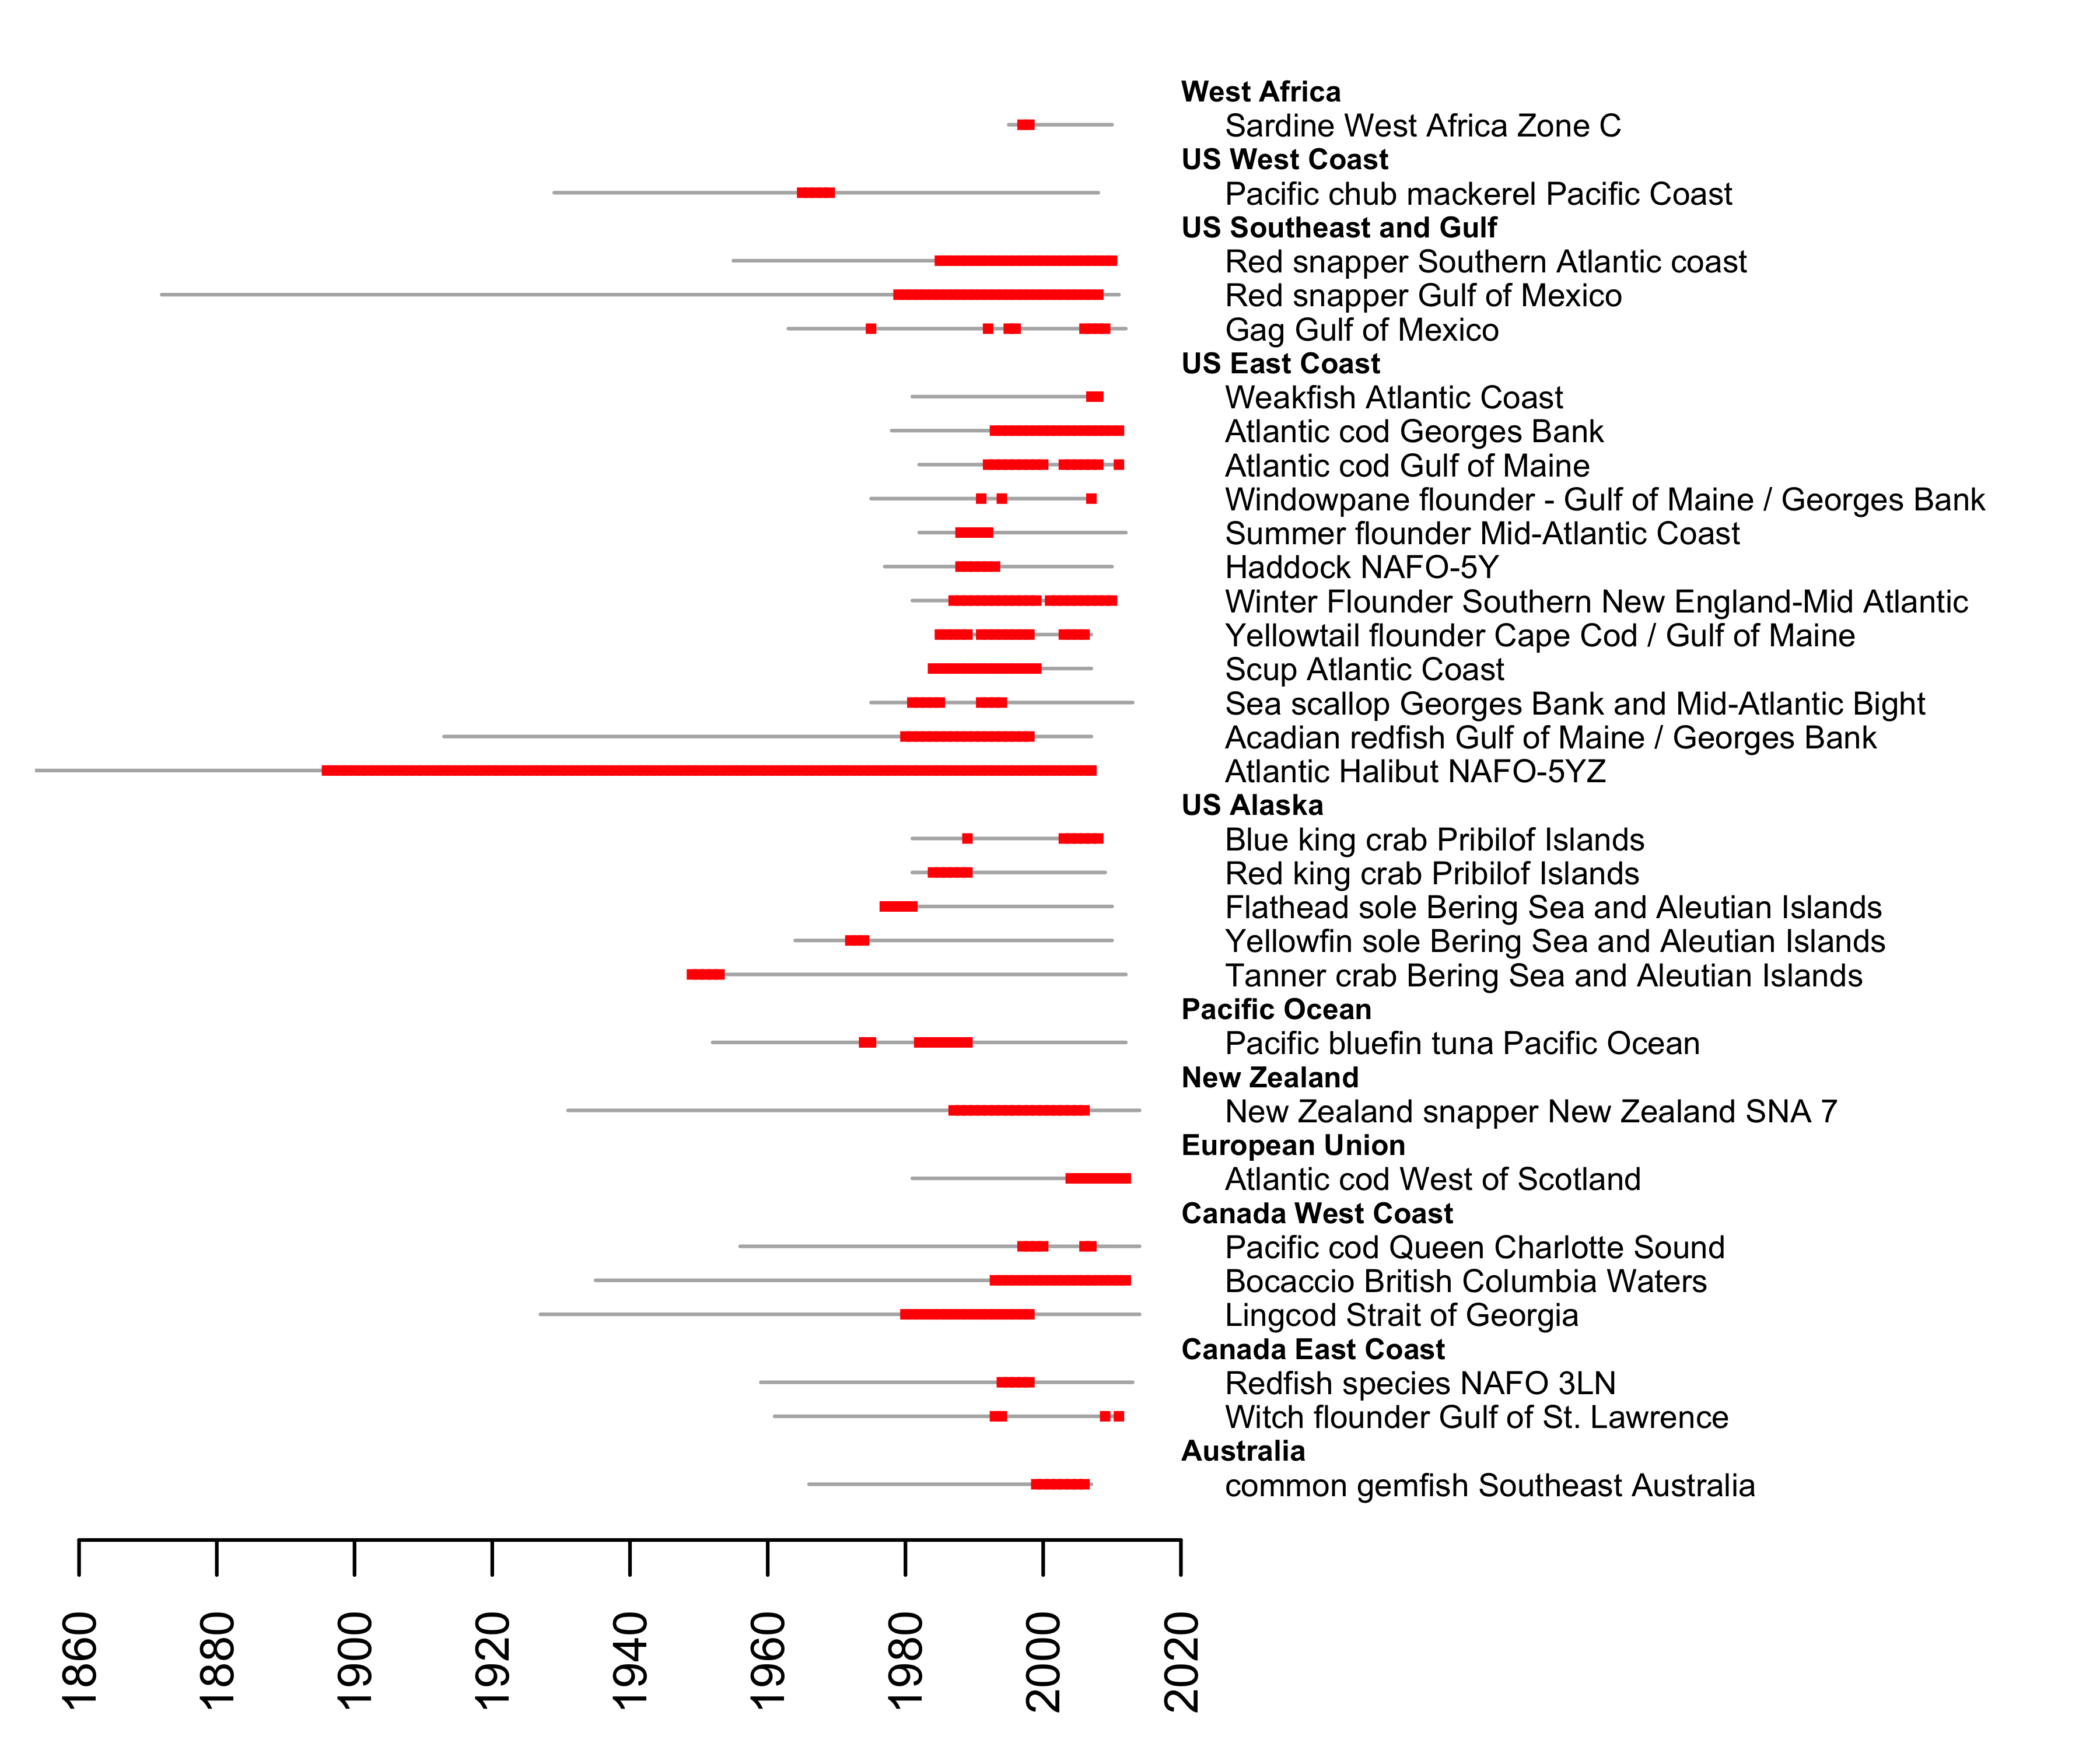 West Africa
Sardine West Africa Zone C
US West Coast
Pacific chub mackerel Pacific Coast
US Southeast and Gulf
Red snapper Southern Atlantic coast
Red snapper Gulf of Mexico
Gag Gulf of Mexico
US East Coast
Weakfish Atlantic Coast
Atlantic cod Georges Bank
Atlantic cod Gulf of Maine
Windowpane flounder - Gulf of Maine / Georges Bank
Summer flounder Mid-Atlantic Coast
Haddock NAFO-5Y
Winter Flounder Southern New England-Mid Atlantic
Yellowtail flounder Cape Cod / Gulf of Maine
Scup Atlantic Coast
Sea scallop Georges Bank and Mid-Atlantic Bight
Acadian redfish Gulf of Maine / Georges Bank
Atlantic Halibut NAFO-5YZ
US Alaska
Blue king crab Pribilof Islands
Red king crab Pribilof Islands
Flathead sole Bering Sea and Aleutian Islands
Yellowfin sole Bering Sea and Aleutian Islands
Tanner crab Bering Sea and Aleutian Islands
Pacific Ocean
Pacific bluefin tuna Pacific Ocean
New Zealand
New Zealand snapper New Zealand SNA 7
European Union
Atlantic cod West of Scotland
Canada West Coast
Pacific cod Queen Charlotte Sound
Bocaccio British Columbia Waters
Lingcod Strait of Georgia
Canada East Coast
Redfish species NAFO 3LN
Witch flounder Gulf of St. Lawrence
Australia
common gemfish Southeast Australia
1860
1880
1900
1920
1940
1960
1980
2000
2020